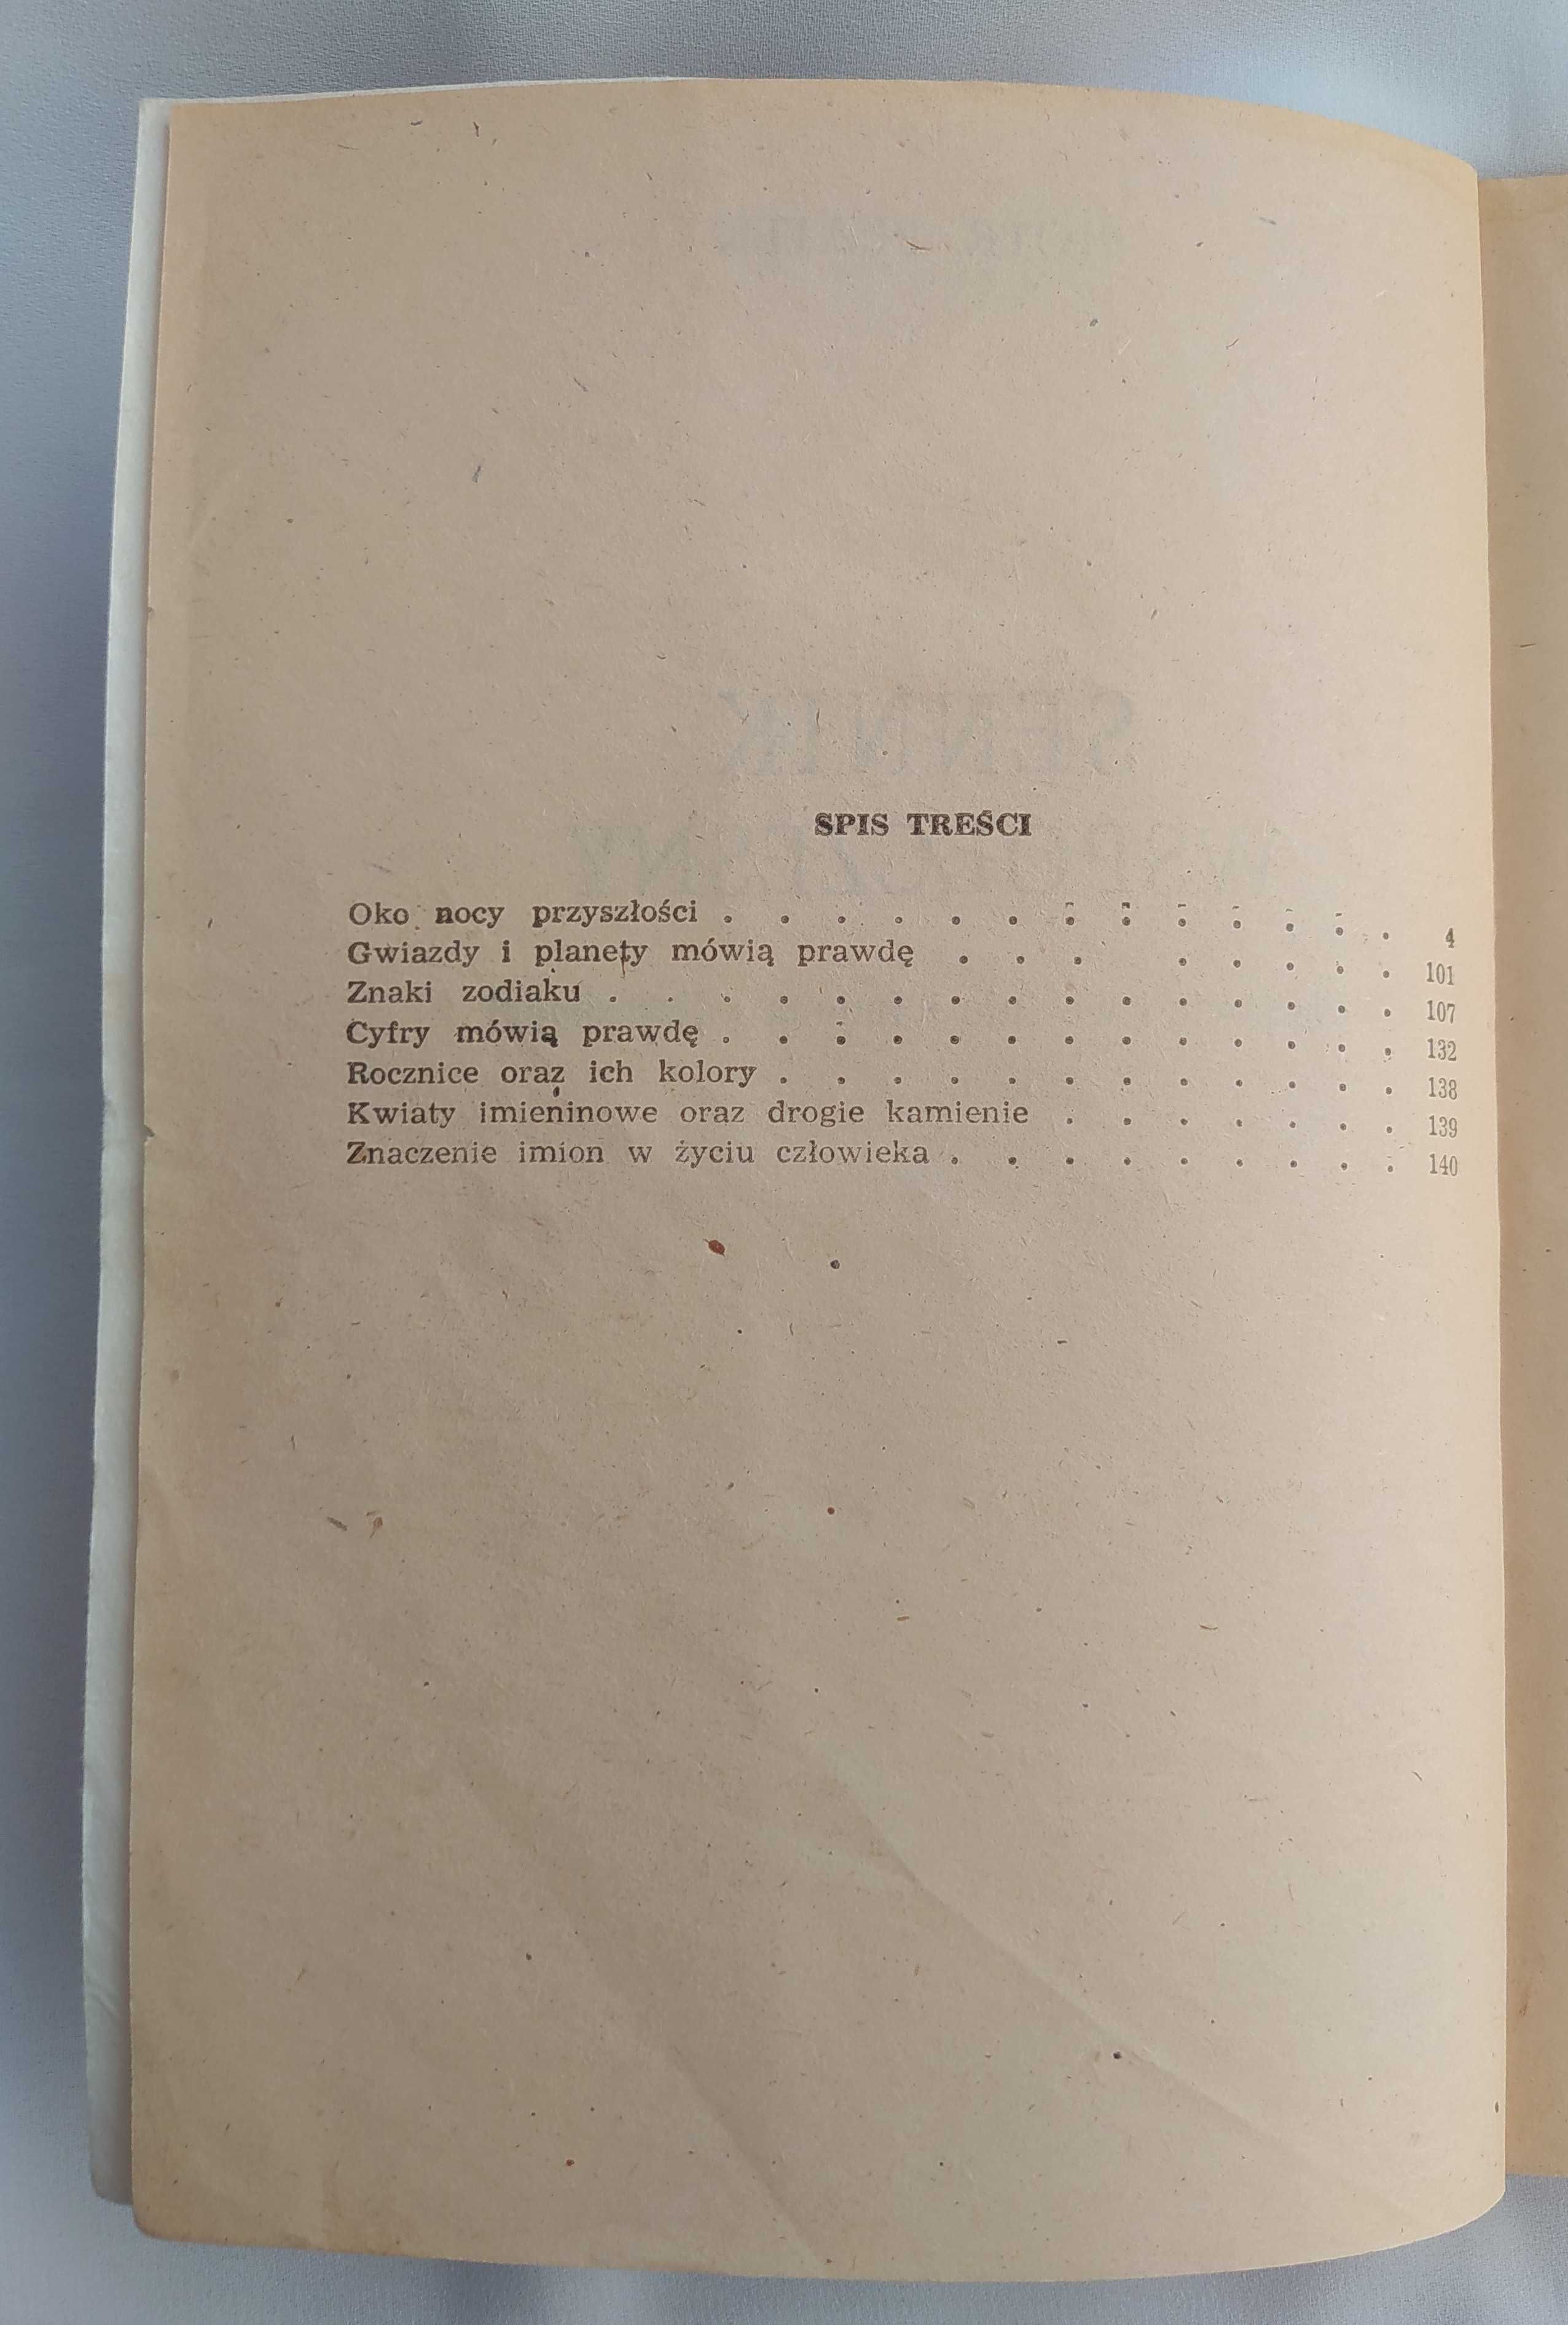 SPIS TREŚCI
Oko nocy przyszłości . . . . . . . . . . . . . 4
Gwiazdy i planety mówią prawdę . . . . . . . . 101
Znaki zodiaku . . . . . . . . . . . . . . . 107
Cyfry mówią prawdę . . . . . . . . . . . . . 132
Rocznice oraz ich kolory . . . . . . . . . . . . 138
Kwiaty imieninowe oraz drogie kamienie . . . . . . . 139
Znaczenie imion w życiu człowieka . . . . . . . . . 140